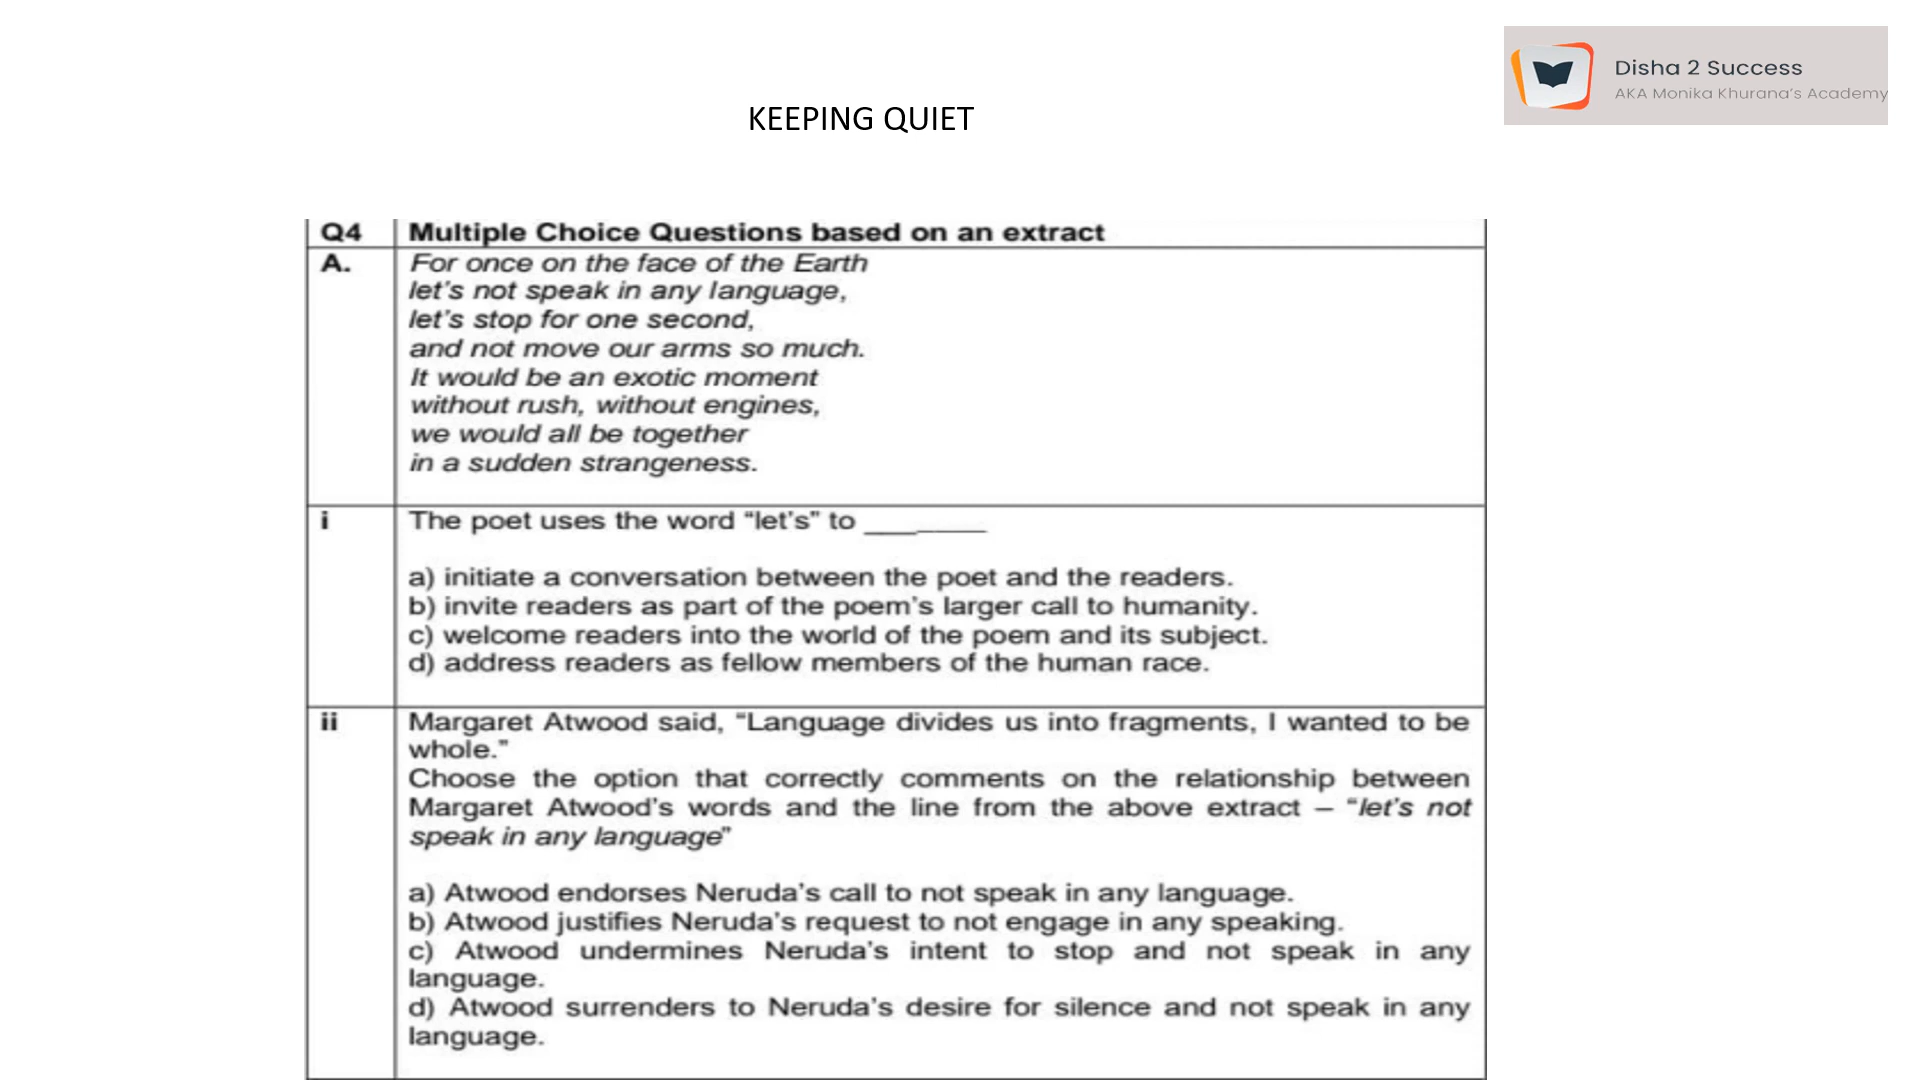 Disha 2 Success
AKA Monika Khurana's Academy
KEEPING QUIET
Q4 Multiple Choice Questions based on an extract
A. For once on the face of the Earth
let's not speak in any language,
let's stop for one second,
and not move our arms so much.
It would be an exotic moment
without rush, without engines,
we would all be together
in a sudden strangeness.
i The poet uses the word “let's” to _________
a) initiate a conversation between the poet and the readers.
b) invite readers as part of the poem's larger call to humanity.
c) welcome readers into the world of the poem and its subject.
d) address readers as fellow members of the human race.
ii Margaret Atwood said, “Language divides us into fragments, I wanted to be
whole.”
Choose the option that correctly comments on the relationship between
Margaret Atwood's words and the line from the above extract – “let's not
speak in any language”
a) Atwood endorses Neruda's call to not speak in any language.
b) Atwood justifies Neruda's request to not engage in any speaking.
c) Atwood undermines Neruda's intent to stop and not speak in any
language.
d) Atwood surrenders to Neruda's desire for silence and not speak in any
language.